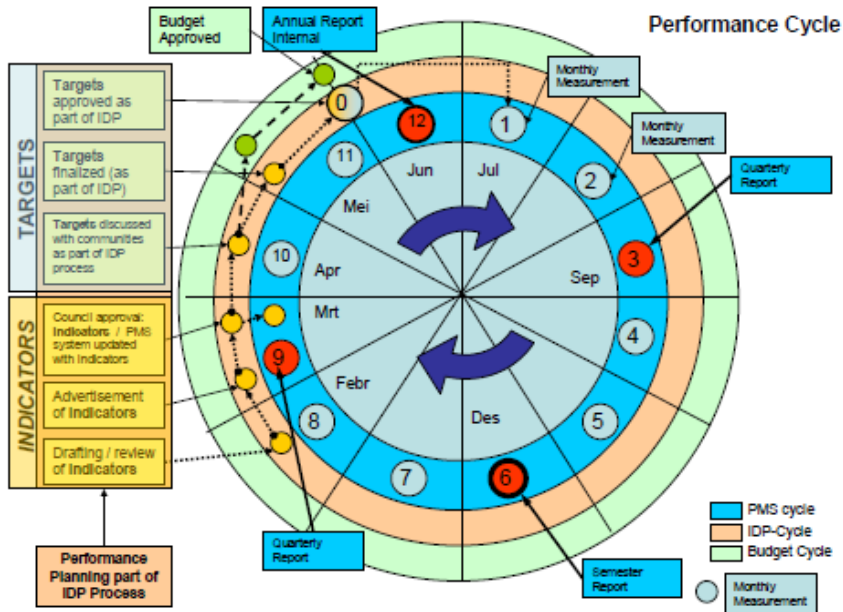 Performance Cycle
Budget
Approved
Annual Report
Internal
Monthly
Measurement
Monthly
Measurement
Quarterly
Report
TARGETS
Targets
approved as
part of IDP
Targets
finalized (as
part of IDP)
Targets discussed
with communities
as part of IDP
process
INDICATORS
Council approval:
Indicators / PMS
system updated
with Indicators
Advertisement
of Indicators
Drafting / review
of Indicators
Performance
Planning part of
IDP Process
0
12
1
11
2
10
3
9
4
8
5
7
6
Jun
Jul
Mei
Apr
Sep
Mrt
Febr
Des
Quarterly
Report
Semester
Report
PMS cycle
IDP-Cycle
Budget Cycle
Monthly
Measurement